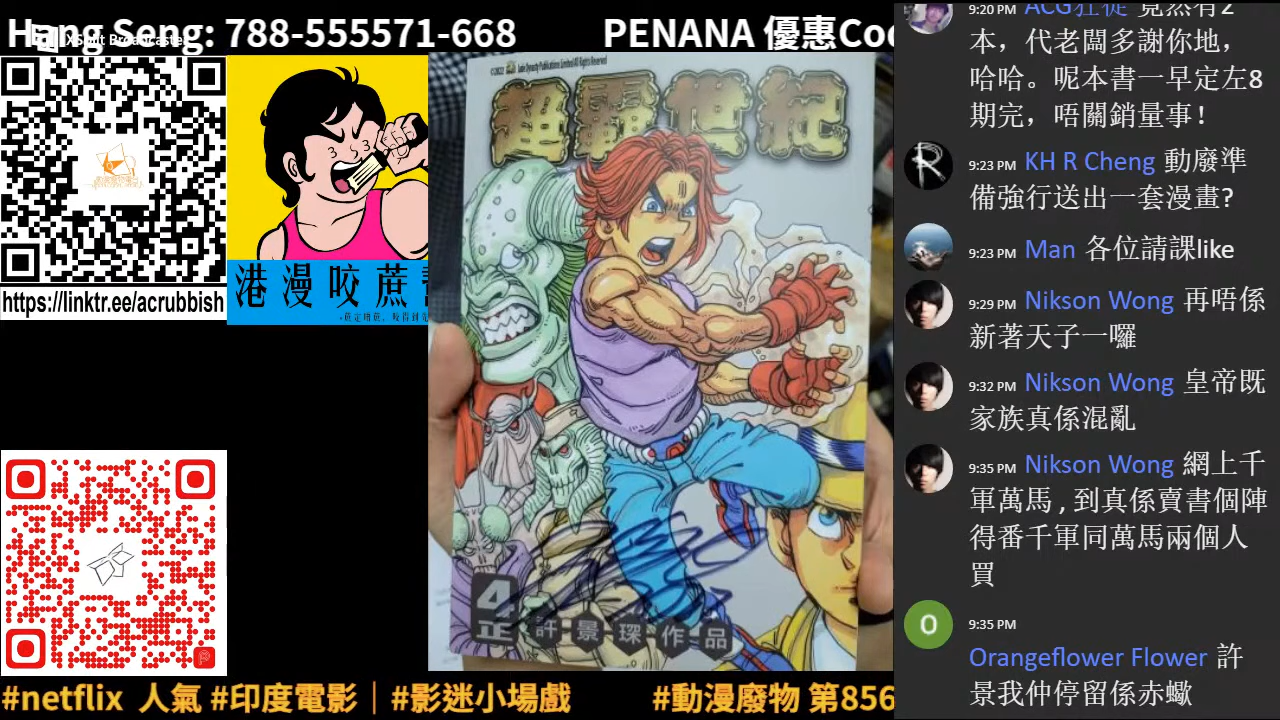 Hang Seng: 788-555571-668
PENANA 優惠Co
XSplit Broadcaster
https://linktr.ee/acrubbish
港漫咬蔗
世紀
4
正
許景琛作品
9:20 PM ACG狂徒 竟然有2
本，代老闆多謝你地，
哈哈。呢本書一早定左8
期完，唔關銷量事！
9:23 PM KH R Cheng 動廢準
備強行送出一套漫畫?
9:23 PM Man 各位請課like
9:29 PM Nikson Wong 再唔係
新著天子一囉
9:32 PM Nikson Wong 皇帝既
家族真係混亂
9:35 PM Nikson Wong 網上千
軍萬馬 , 到真係賣書個陣
得番千軍同萬馬兩個人
買
O
9:35 PM
Orangeflower Flower 許
景我仲停留係赤蠍
#netflix 人氣 #印度電影｜#影迷小場戲
#動漫廢物 第856